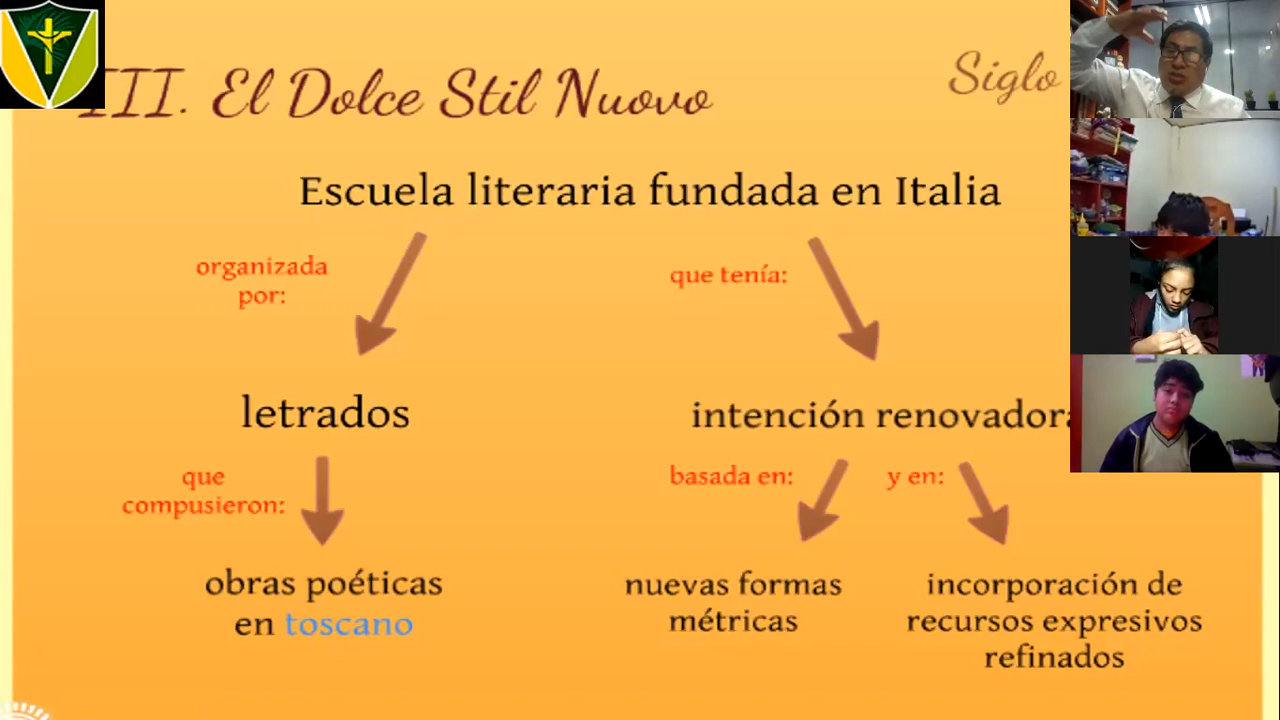 III. El Dolce Stil Nuovo
Siglo
Escuela literaria fundada en Italia
organizada
por:
que tenía:
letrados
intención renovadora
que
compusieron:
basada en:
y en:
obras poéticas
en toscano
nuevas formas
métricas
incorporación de
recursos expresivos
refinados